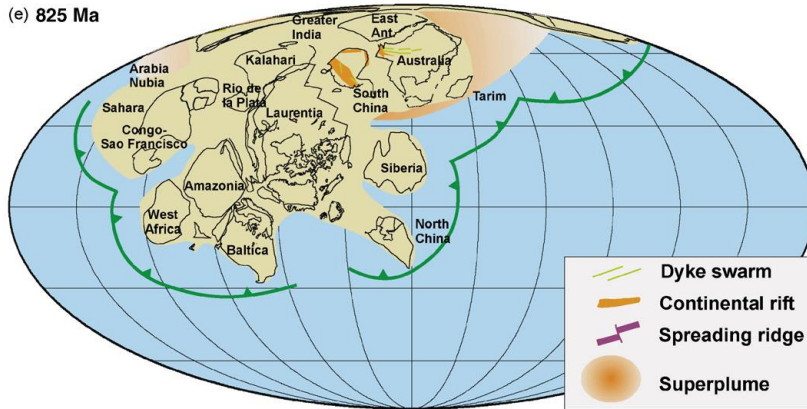 (e) 825 Ma
Greater
India
East
Ant.
Kalahari
Australia
Arabia
Nubia
Rio de
la Plata
South
China
Tarim
Sahara
Laurentia
Congo-
Sao Francisco
Siberia
Amazonia
West
Africa
North
China
Baltica
Dyke swarm
Continental rift
Spreading ridge
Superplume